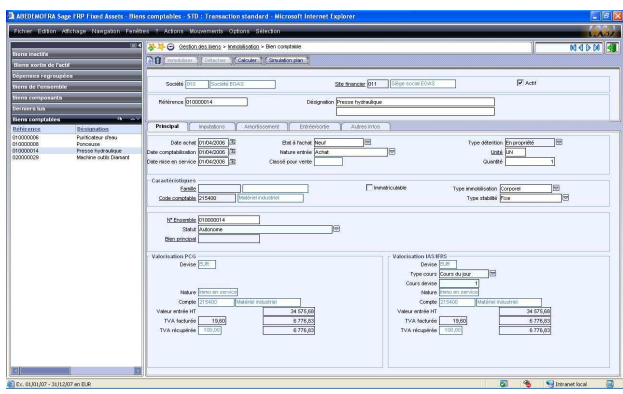 ABEDEMOFRA Sage FRP Fixed Assets - Biens comptables - STD : Transaction standard - Microsoft Internet Explorer
Fichier Edition Affichage Navigation Fenêtres ? Actions Mouvements Options Sélection
Gestion des biens > Immobilisation > Bien comptable
Immobiliser Détacher Calculer Simulation plan
Biens inactifs
Biens sortis de l'actif
Dépenses regroupées
Biens de l'ensemble
Biens composants
Derniers lus
Biens comptables
Référence Désignation
010000006 Purificateur d'eau
010000008 Ponceuse
010000014 Presse hydraulique
020000029 Machine outils Diamant
Société 010 Société EGAS Site financier 011 Siège social EGAS Actif
Référence 010000014 Désignation Presse hydraulique
Principal Imputations Amortissement Entrée/sortie Autres infos
Date achat 01/04/2006 Etat à l'achat Neuf Type détention En propriété
Date comptabilisation 01/04/2006 Nature entrée Achat Unité UN
Date mise en service 01/04/2006 Classé pour vente Quantité 1
Caractéristiques
Famille Immatriculable Type immobilisation Corporel
Code comptable 215400 Matériel industriel Type stabilité Fixe
N° Ensemble 010000014
Statut Autonome
Bien principal
Valorisation PCG
Devise EUR
Nature Immo en service
Compte 215400 Matériel industriel
Valeur entrée HT 34 575,68
TVA facturée 19,60 6 776,83
TVA récupérée 100,00 6 776,83
Valorisation IAS/IFRS
Devise EUR
Type cours Cours du jour
Cours devise 1
Nature Immo en service
Compte 215400 Matériel industriel
Valeur entrée HT 34 575,68
TVA facturée 19,60 6 776,83
TVA récupérée 100,00 6 776,83
Ex. 01/01/07 - 31/12/07 en EUR Intranet local